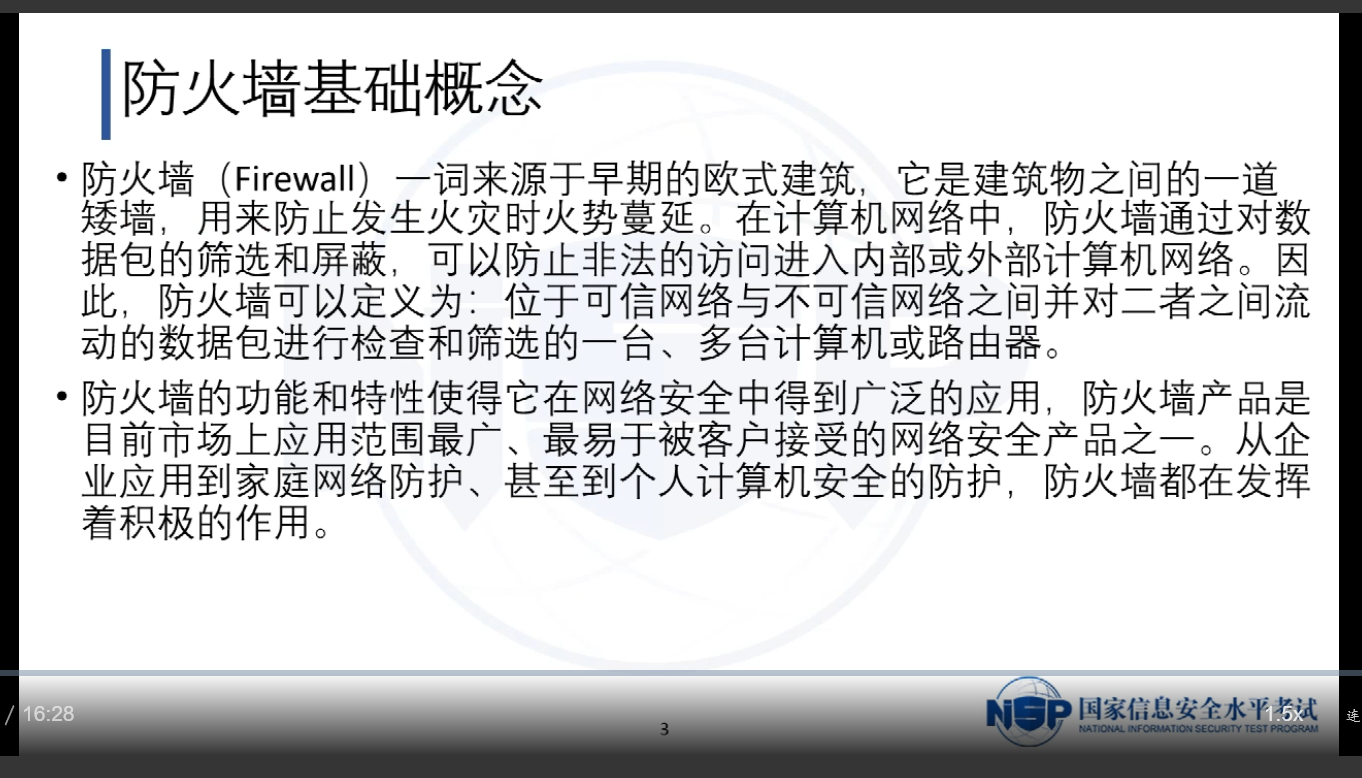 防火墙基础概念
• 防火墙（Firewall）一词来源于早期的欧式建筑，它是建筑物之间的一道
矮墙，用来防止发生火灾时火势蔓延。在计算机网络中，防火墙通过对数
据包的筛选和屏蔽，可以防止非法的访问进入内部或外部计算机网络。因
此，防火墙可以定义为：位于可信网络与不可信网络之间并对二者之间流
动的数据包进行检查和筛选的一台、多台计算机或路由器。
• 防火墙的功能和特性使得它在网络安全中得到广泛的应用，防火墙产品是
目前市场上应用范围最广、最易于被客户接受的网络安全产品之一。从企
业应用到家庭网络防护、甚至到个人计算机安全的防护，防火墙都在发挥
着积极的作用。
/ 16:28
3
NSP 国家信息安全水平考试
NATIONAL INFORMATION SECURITY TEST PROGRAM
1.5x
连